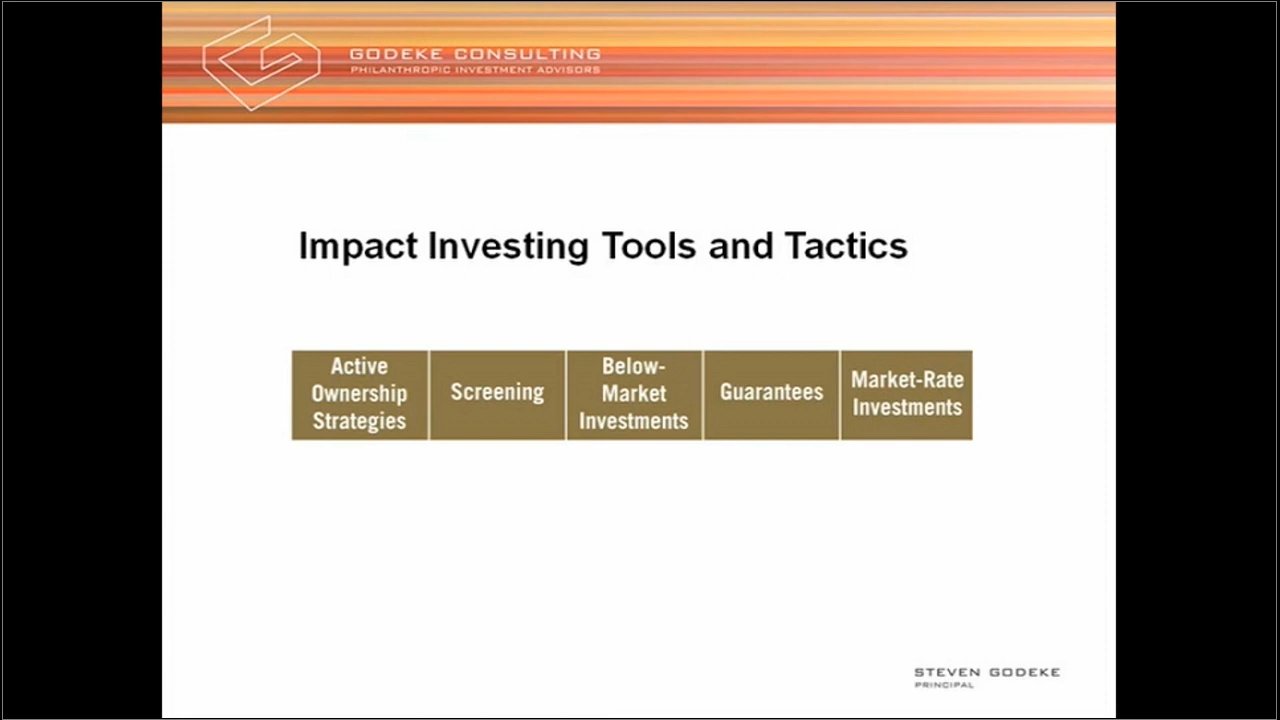 GODEKE CONSULTING
PHILANTHROPIC INVESTMENT ADVISORS
Impact Investing Tools and Tactics
Active
Ownership
Strategies
Screening
Below-
Market
Investments
Guarantees
Market-Rate
Investments
STEVEN GODEKE
PRINCIPAL